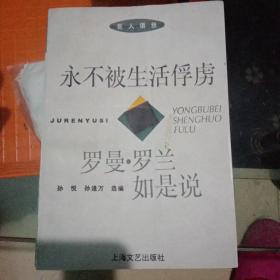 巨人语丝
永不被生活俘虏
JURENYUSI
YONGBUBEI
SHENGHUO
FULU
罗曼·罗兰
如是说
孙悦 孙逢万 选编
上海文艺出版社